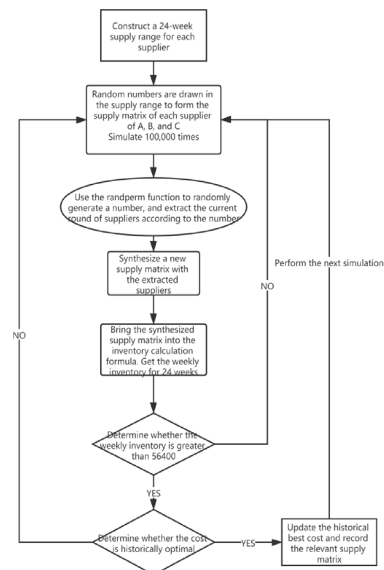 Construct a 24-week
supply range for each
supplier
Random numbers are drawn in
the supply range to form the
supply matrix of each supplier
of A, B, and C
Simulate 100,000 times
Use the randperm function to randomly
generate a number, and extract the current
round of suppliers according to the number
Synthesize a new
supply matrix with
the extracted
suppliers
Perform the next simulation
NO
Bring the synthesized
supply matrix into the
inventory calculation
formula. Get the weekly
inventory for 24 weeks
NO
Determine whether the
weekly inventory is greater
than 56400
YES
Determine whether the cost
is historically optimal
YES
Update the historical
best cost and record
the relevant supply
matrix